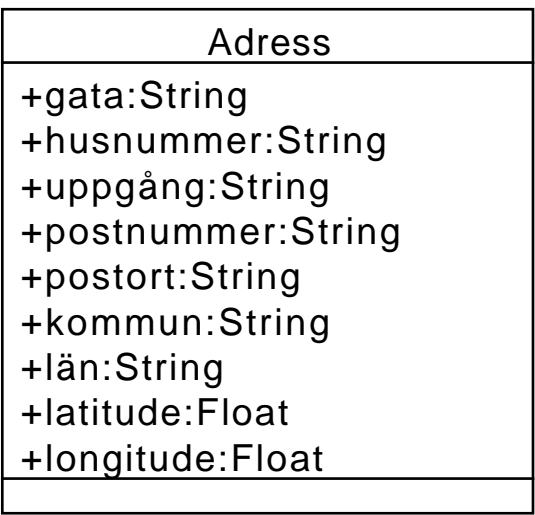 Adress
+gata:String
+husnummer:String
+uppgång:String
+postnummer:String
+postort:String
+kommun:String
+län:String
+latitude:Float
+longitude:Float